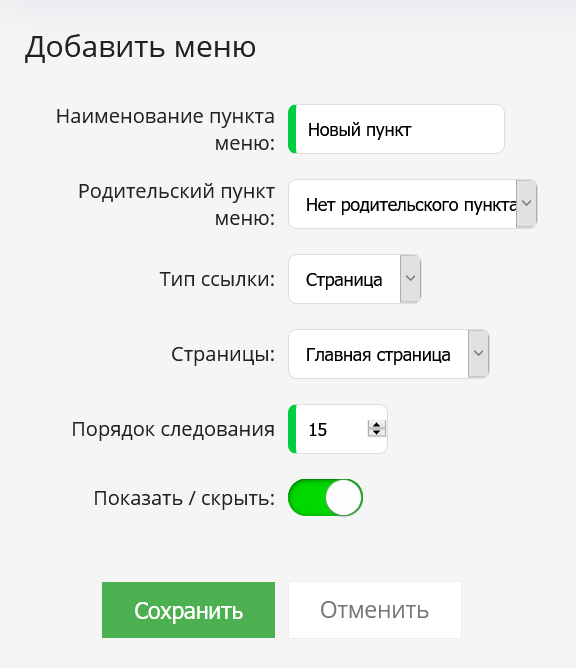 Добавить меню
Наименование пункта
меню:
Новый пункт
Родительский пункт
меню:
Нет родительского пункта
Тип ссылки:
Страница
Страницы:
Главная страница
Порядок следования
15
Показать / скрыть:
Сохранить
Отменить